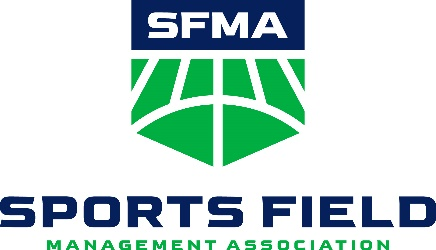 SFMA
SPORTS FIELD
MANAGEMENT ASSOCIATION